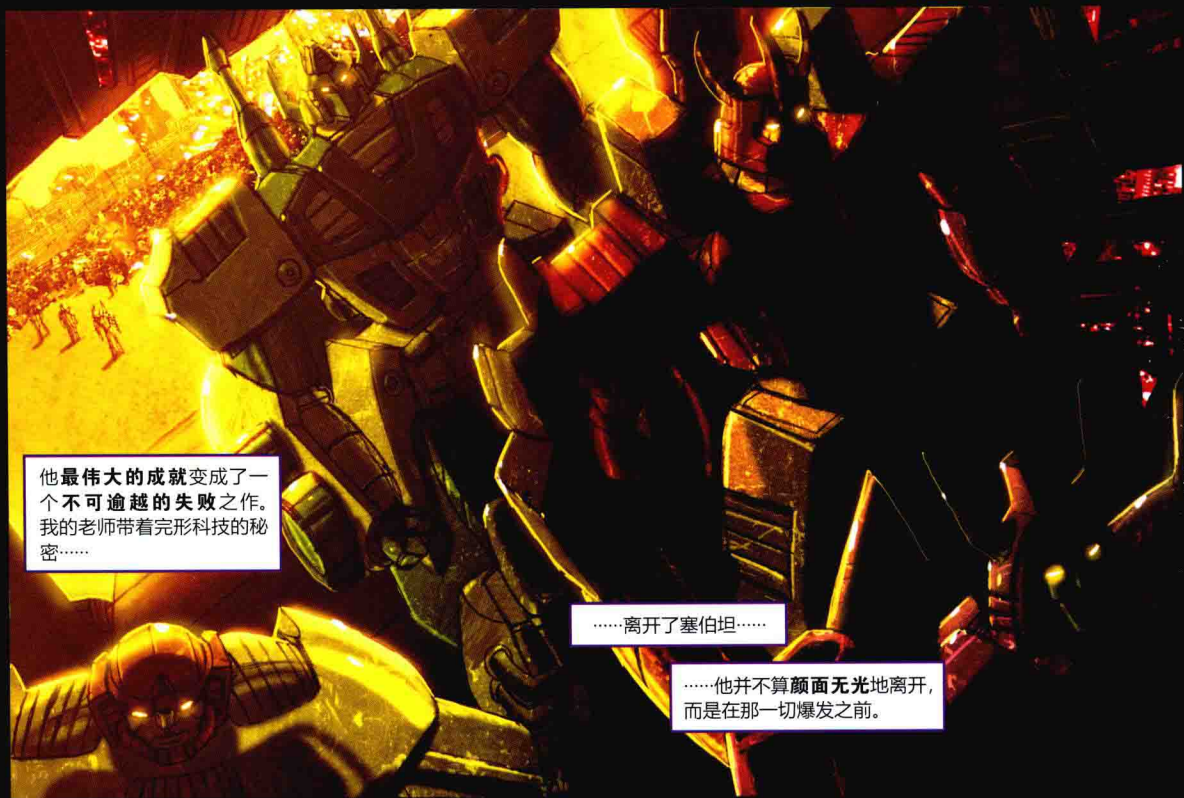 他最伟大的成就变成了一
个不可逾越的失败之作。
我的老师带着完形科技的秘
密……
……离开了塞伯坦……
……他并不算颜面无光地离开，
而是在那一切爆发之前。